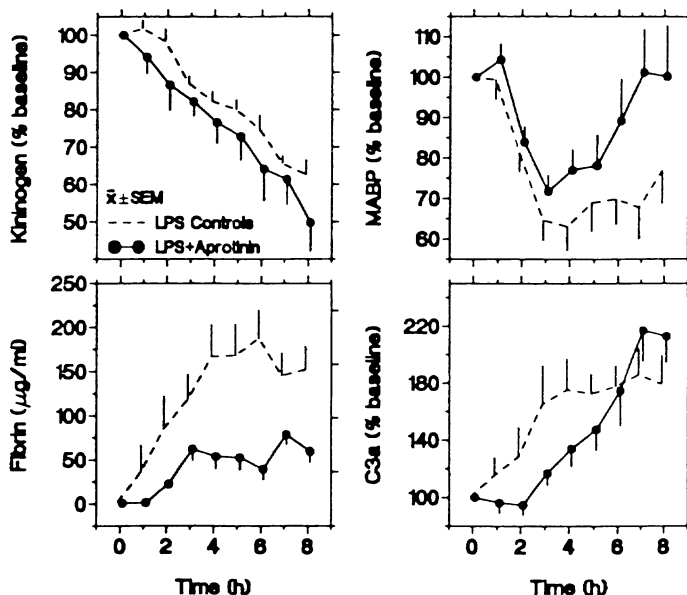 Kininogen (% baseline)
100
90
80
70
60
50
x̄ ± SEM
LPS Controls
LPS+Aprotinin
MABP (% baseline)
110
100
90
80
70
60
Fibrin (µg/ml)
250
200
150
100
50
0
0 2 4 6 8
Time (h)
C3a (% baseline)
220
180
140
100
0 2 4 6 8
Time (h)